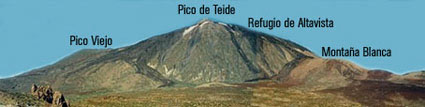 Pico de Teide
Refugio de Altavista
Pico Viejo
Montaña Blanca